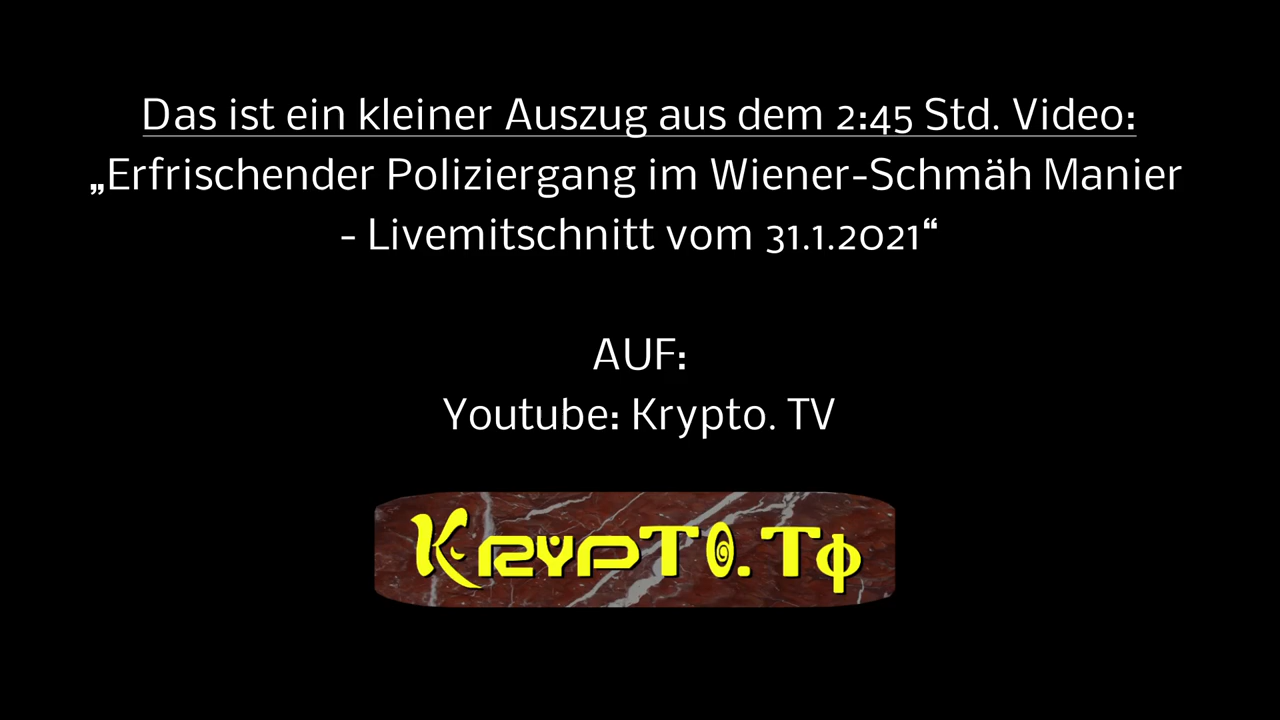 Das ist ein kleiner Auszug aus dem 2:45 Std. Video:
„Erfrischender Poliziergang im Wiener-Schmäh Manier
- Livemitschnitt vom 31.1.2021“
AUF:
Youtube: Krypto. TV
KRYPTO.Tφ